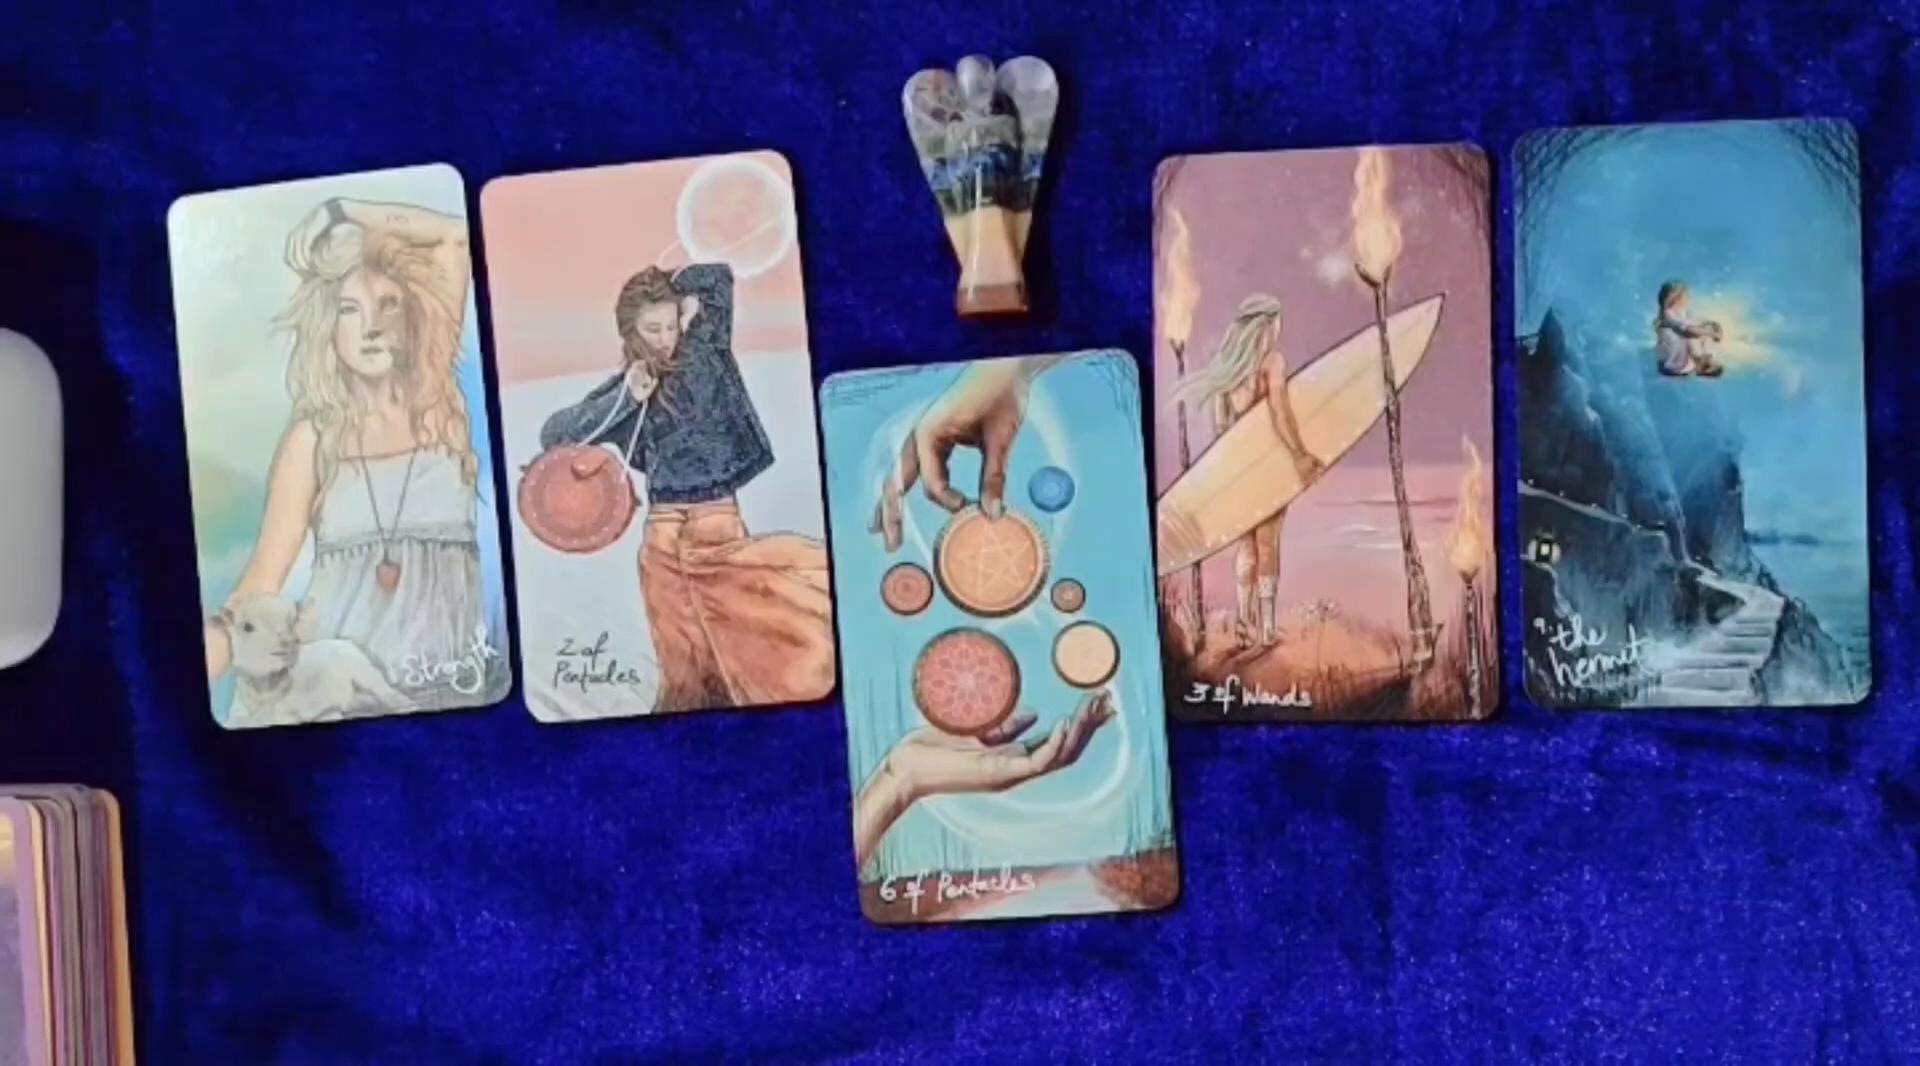 Strength
2 of
Pentacles
6 of Pentacles
3 of Wands
9. the
hermit